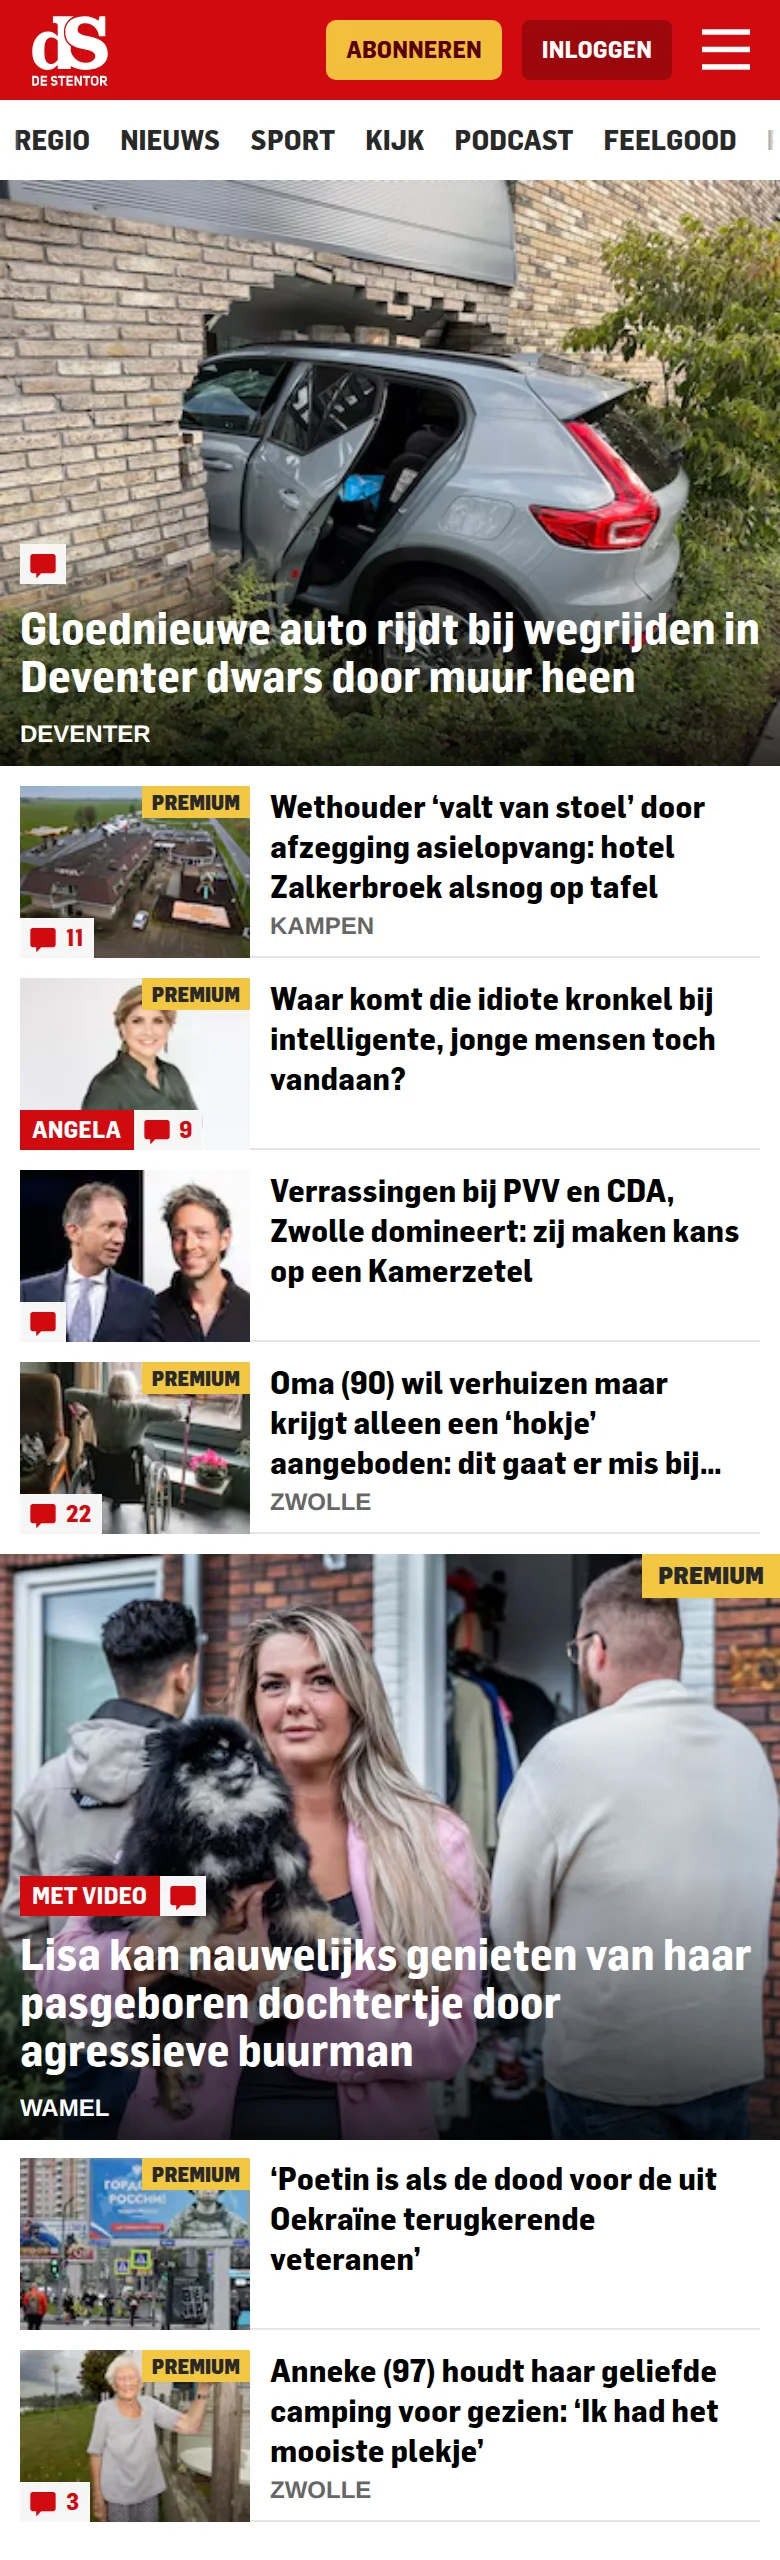 dS
DE STENTOR
ABONNEREN
INLOGGEN
REGIO NIEUWS SPORT KIJK PODCAST FEELGOOD
Gloednieuwe auto rijdt bij wegrijden in
Deventer dwars door muur heen
DEVENTER
PREMIUM
11
Wethouder ‘valt van stoel’ door
afzegging asielopvang: hotel
Zalkerbroek alsnog op tafel
KAMPEN
PREMIUM
ANGELA
9
Waar komt die idiote kronkel bij
intelligente, jonge mensen toch
vandaan?
Verrassingen bij PVV en CDA,
Zwolle domineert: zij maken kans
op een Kamerzetel
PREMIUM
22
Oma (90) wil verhuizen maar
krijgt alleen een ‘hokje’
aangeboden: dit gaat er mis bij...
ZWOLLE
PREMIUM
MET VIDEO
Lisa kan nauwelijks genieten van haar
pasgeboren dochtertje door
agressieve buurman
WAMEL
PREMIUM
РОССИИ!
‘Poetin is als de dood voor de uit
Oekraïne terugkerende
veteranen’
PREMIUM
3
Anneke (97) houdt haar geliefde
camping voor gezien: ‘Ik had het
mooiste plekje’
ZWOLLE